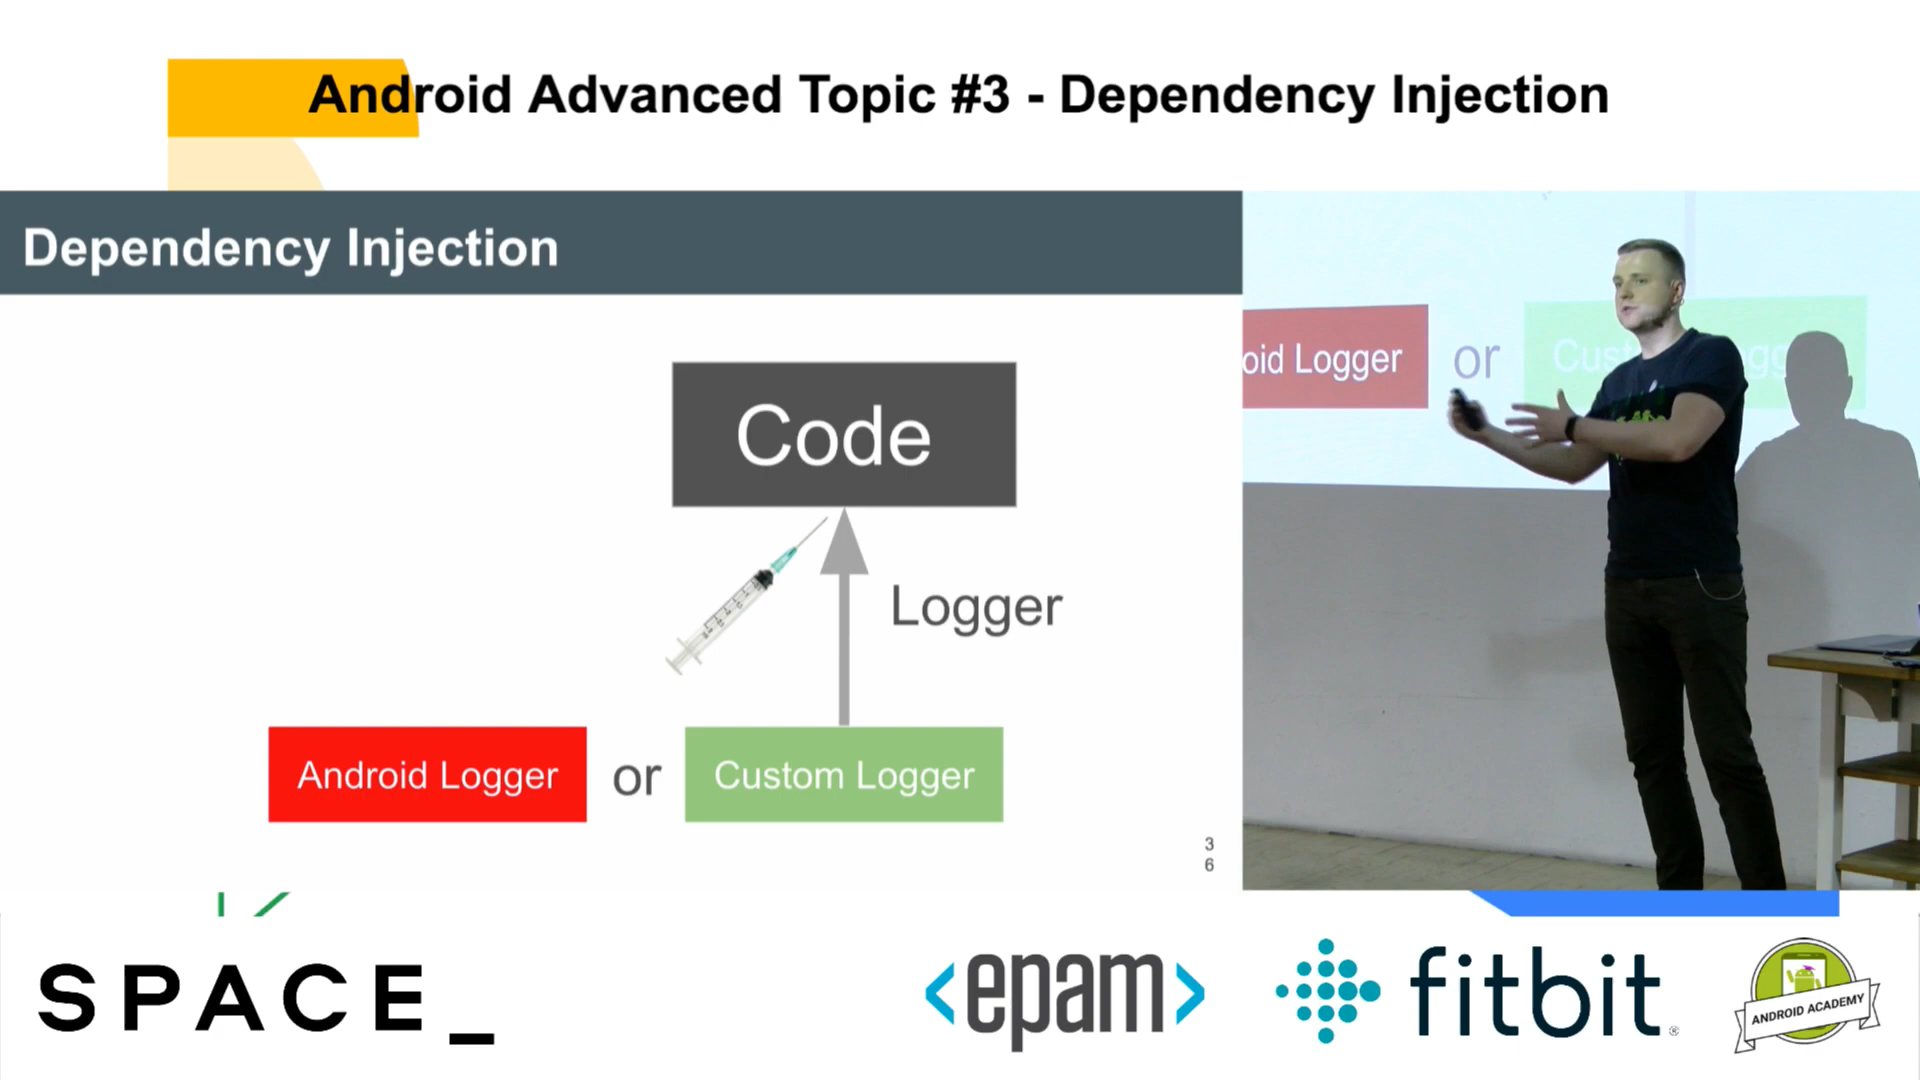 Android Advanced Topic #3 - Dependency Injection
Dependency Injection
Code
Logger
Android Logger
or
Custom Logger
3
6
oid Logger
or
SPACE_
<epam>
fitbit
®
ANDROID ACADEMY